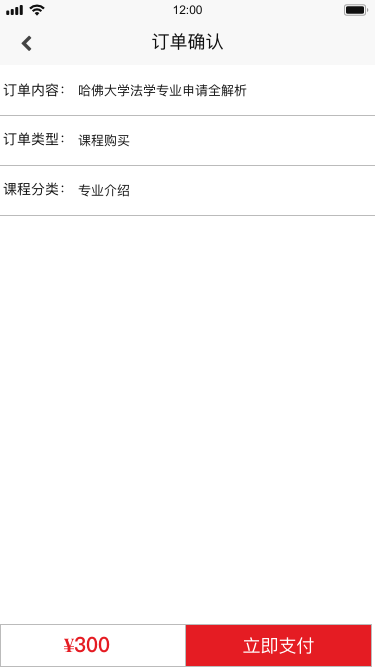 12:00
订单确认
订单内容： 哈佛大学法学专业申请全解析
订单类型： 课程购买
课程分类： 专业介绍
¥300 立即支付